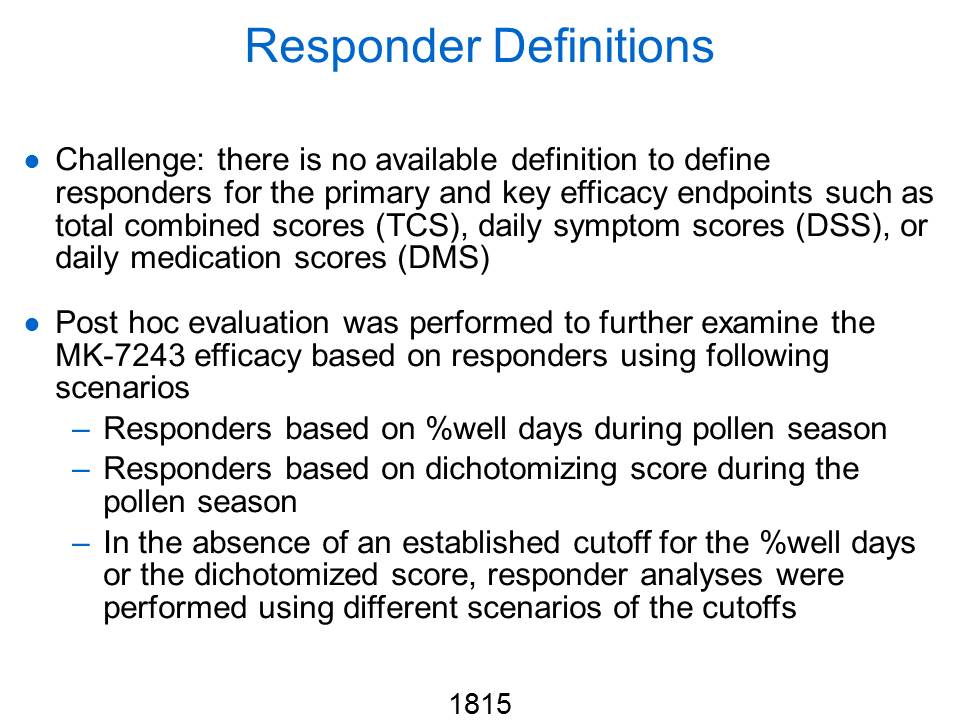 Responder Definitions
● Challenge: there is no available definition to define
responders for the primary and key efficacy endpoints such as
total combined scores (TCS), daily symptom scores (DSS), or
daily medication scores (DMS)
● Post hoc evaluation was performed to further examine the
MK-7243 efficacy based on responders using following
scenarios
– Responders based on %well days during pollen season
– Responders based on dichotomizing score during the
pollen season
– In the absence of an established cutoff for the %well days
or the dichotomized score, responder analyses were
performed using different scenarios of the cutoffs
1815